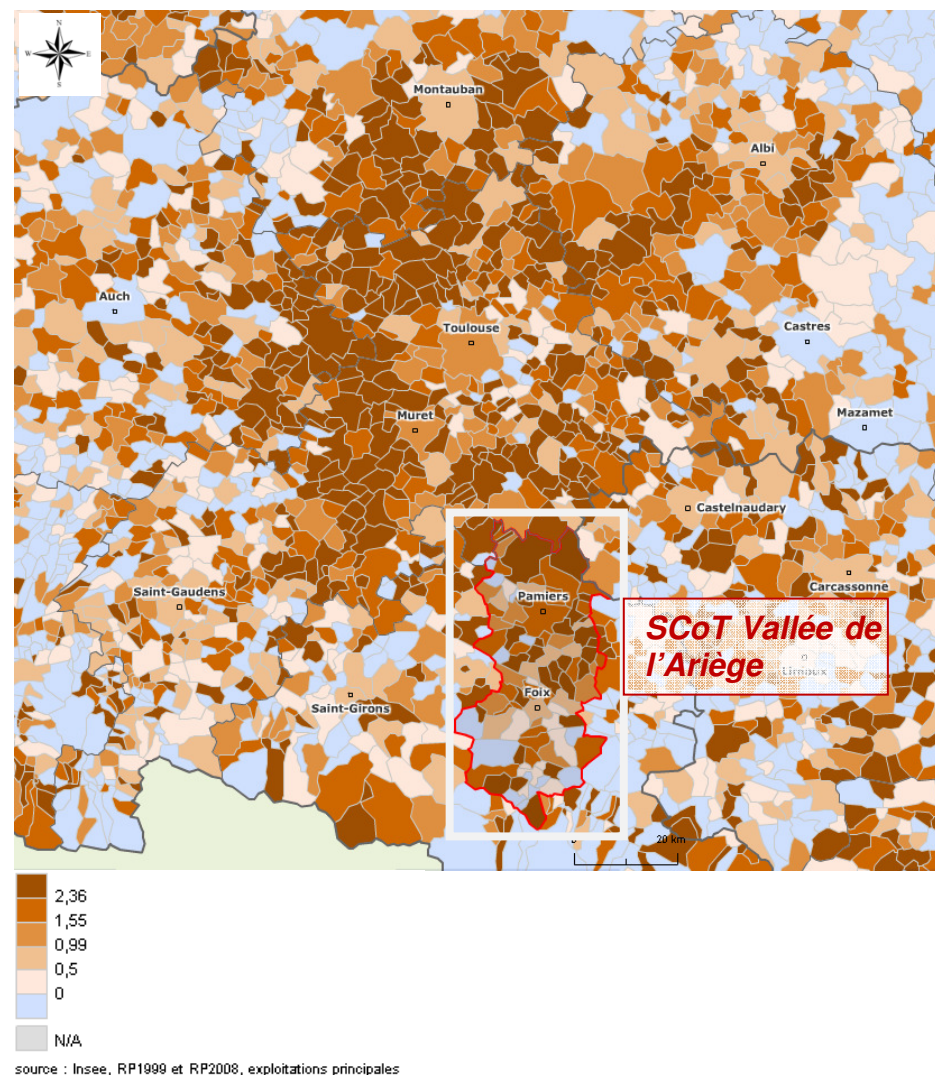 N
W
E
S
Montauban
Albi
Auch
Toulouse
Castres
Muret
Mazamet
Castelnaudary
Carcassonne
Saint-Gaudens
Pamiers
SCoT Vallée de
l'Ariège
Limoux
Foix
Saint-Girons
20 km
2,36
1,55
0,99
0,5
0
N/A
source : Insee, RP1999 et RP2008, exploitations principales